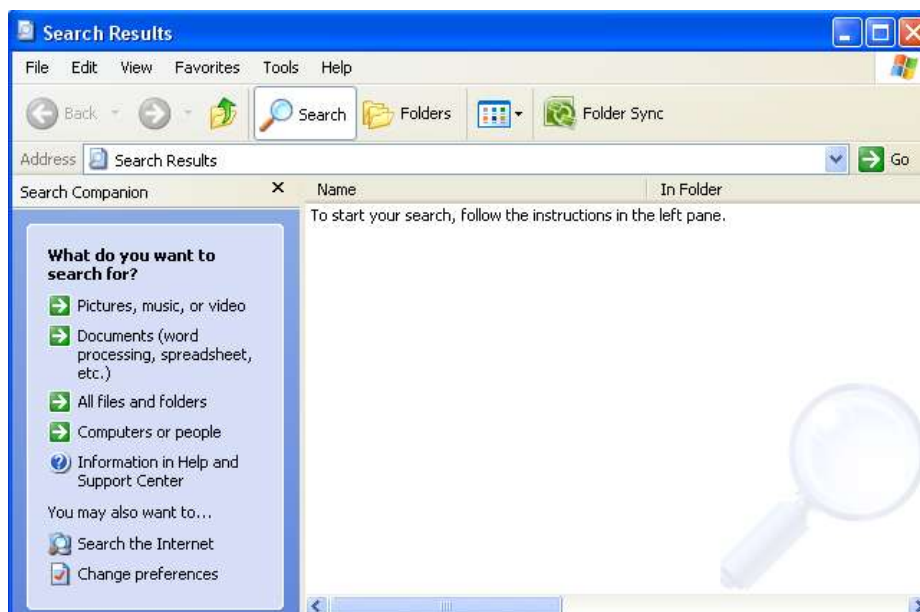 Search Results
File Edit View Favorites Tools Help
Back Search Folders Folder Sync
Address Search Results Go
Search Companion Name In Folder
To start your search, follow the instructions in the left pane.
What do you want to
search for?
Pictures, music, or video
Documents (word
processing, spreadsheet,
etc.)
All files and folders
Computers or people
Information in Help and
Support Center
You may also want to...
Search the Internet
Change preferences